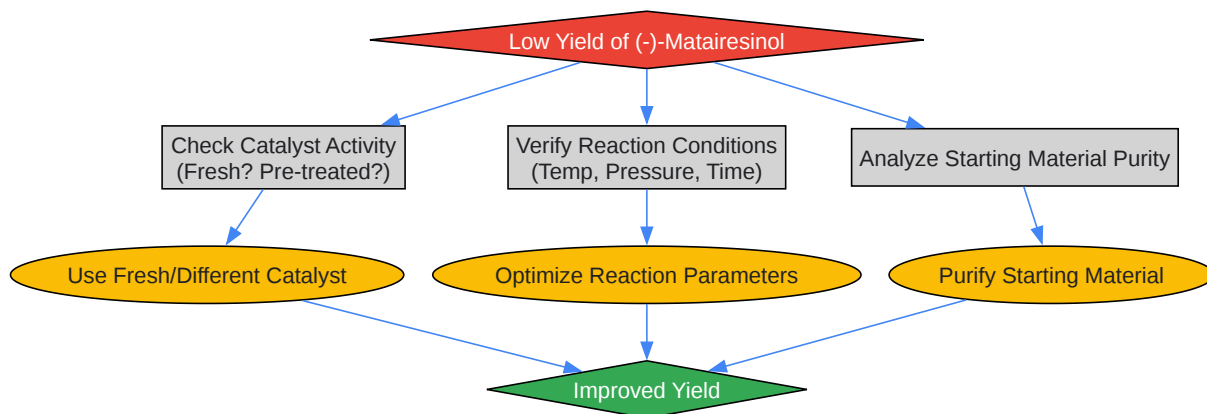 Low Yield of (-)-Matairesinol
Check Catalyst Activity
(Fresh? Pre-treated?)
Verify Reaction Conditions
(Temp, Pressure, Time)
Analyze Starting Material Purity
Use Fresh/Different Catalyst
Optimize Reaction Parameters
Purify Starting Material
Improved Yield